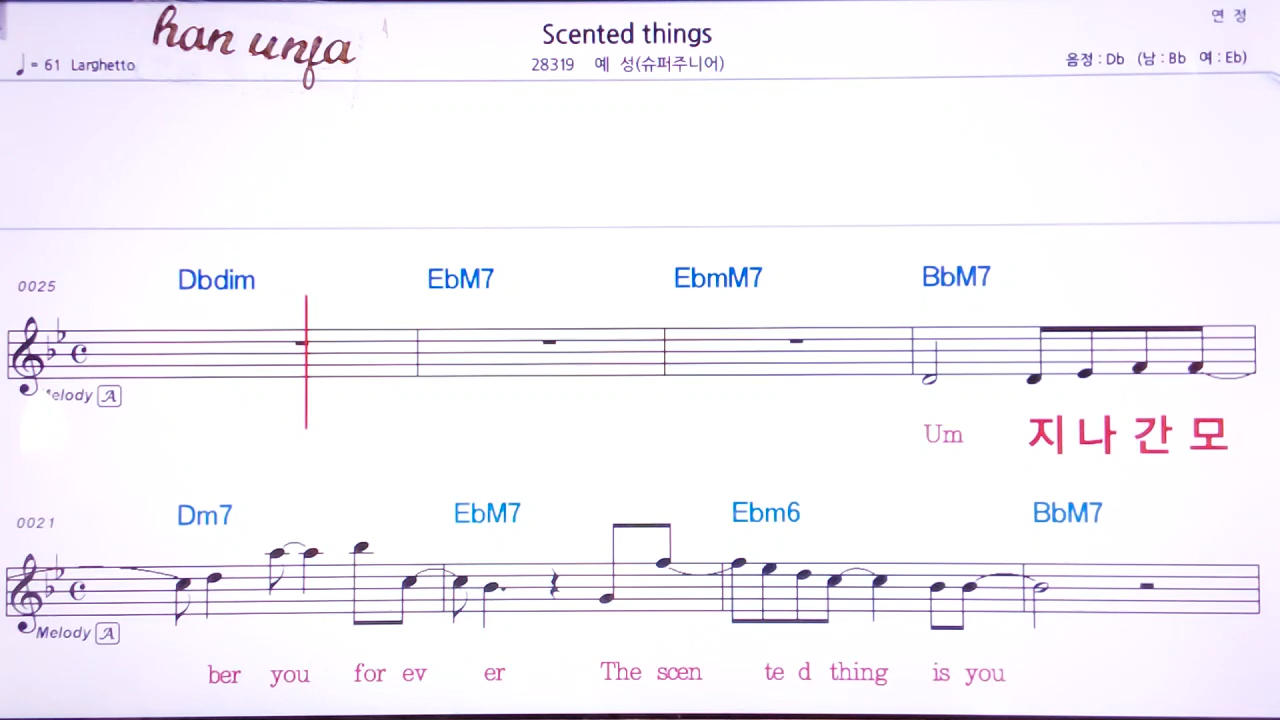 han unfa
Scented things
연 정
♩= 61 Larghetto
28319 예 성(슈퍼주니어)
음정 : Db (남 : Bb 여 : Eb)
Dbdim EbM7 EbmM7 BbM7
0025
elody A
Um 지 나 간 모
Dm7 EbM7 Ebm6 BbM7
0021
Melody A
ber you for ev er The scen te d thing is you